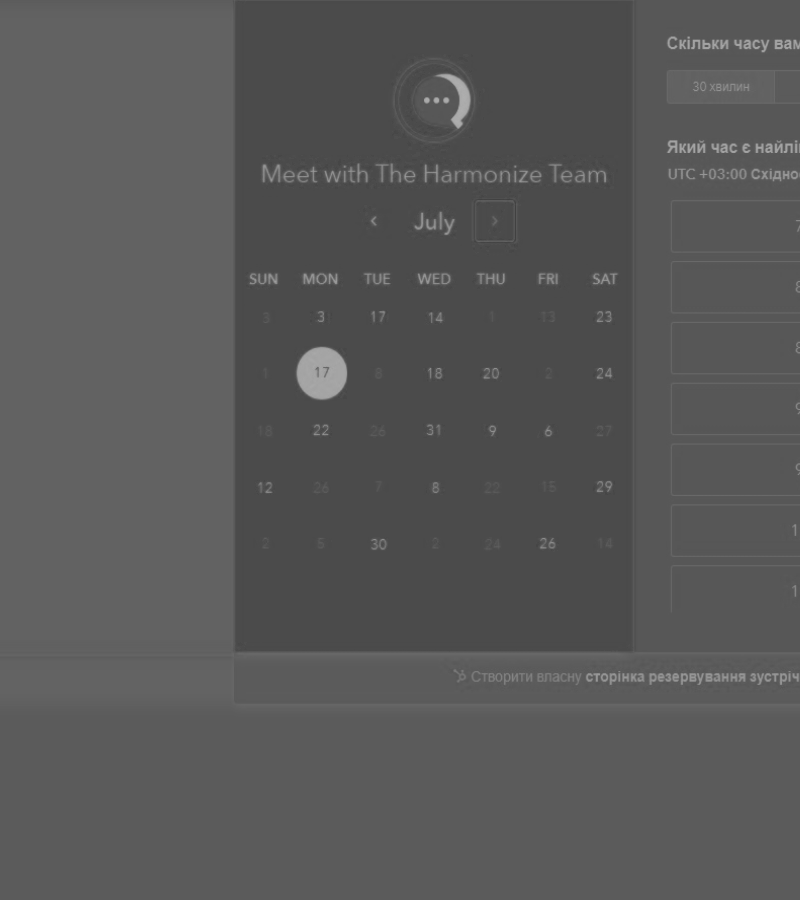 Meet with The Harmonize Team
July
SUN MON TUE WED THU FRI SAT
3 3 17 14 1 13 23
1 17 8 18 20 2 24
18 22 26 31 9 6 27
12 26 7 8 22 15 29
2 5 30 2 24 26 14
Скільки часу вам
30 хвилин
Який час є найлі
UTC +03:00 Східно
7
8
8
9
9
1
1
Створити власну сторінка резервування зустріч